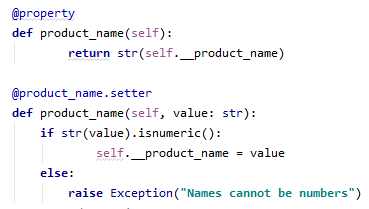 @property
def product_name(self):
        return str(self.__product_name)

@product_name.setter
def product_name(self, value: str):
    if str(value).isnumeric():
            self.__product_name = value
    else:
        raise Exception("Names cannot be numbers")